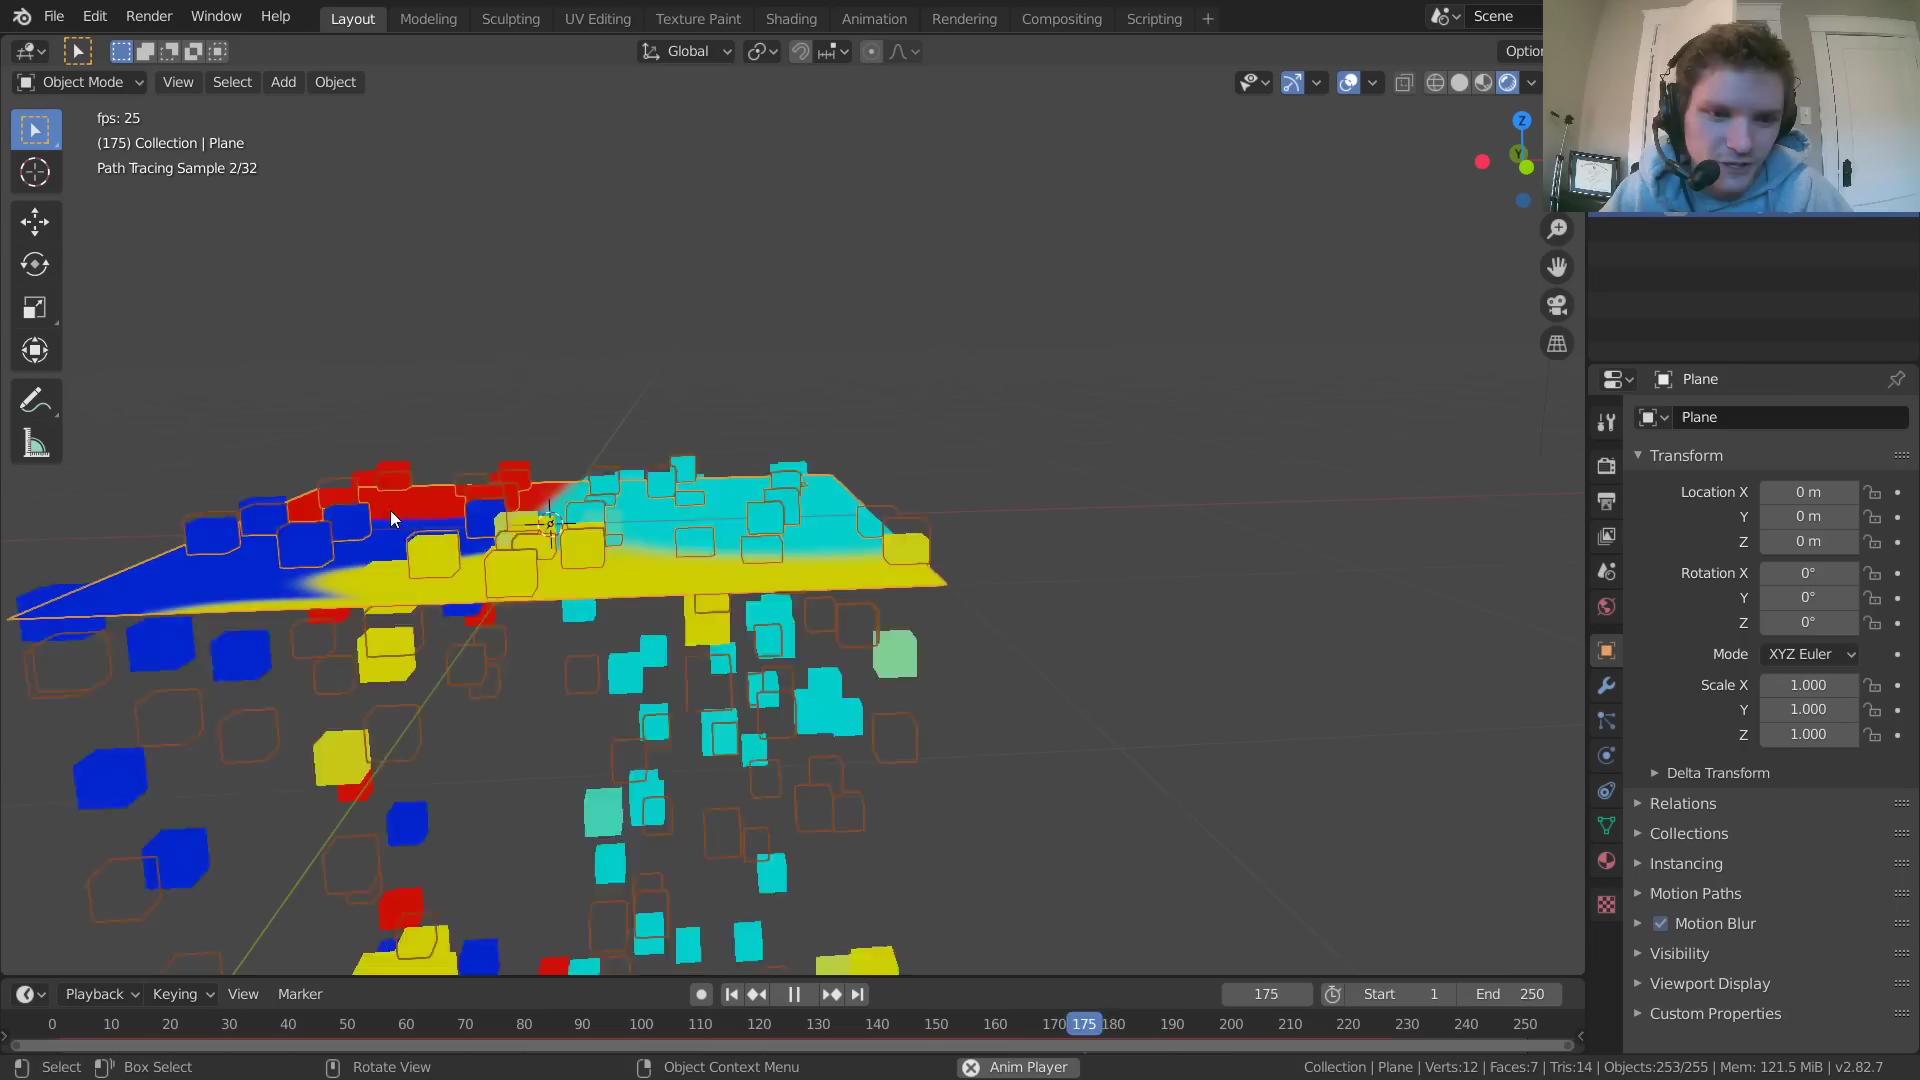 File Edit Render Window Help Layout Modeling Sculpting UV Editing Texture Paint Shading Animation Rendering Compositing Scripting + Scene
Global
Object Mode View Select Add Object
fps: 25
(175) Collection | Plane
Path Tracing Sample 2/32
Z
Y
Plane
Plane
Transform
Location X 0 m
Y 0 m
Z 0 m
Rotation X 0°
Y 0°
Z 0°
Mode XYZ Euler
Scale X 1.000
Y 1.000
Z 1.000
Delta Transform
Relations
Collections
Instancing
Motion Paths
Motion Blur
Visibility
Viewport Display
Custom Properties
Playback Keying View Marker 175 Start 1 End 250
0 10 20 30 40 50 60 70 80 90 100 110 120 130 140 150 160 170 175 180 190 200 210 220 230 240 250
Select Box Select Rotate View Object Context Menu Anim Player Collection | Plane | Verts:12 | Faces:7 | Tris:14 | Objects:253/255 | Mem: 121.5 MiB | v2.82.7